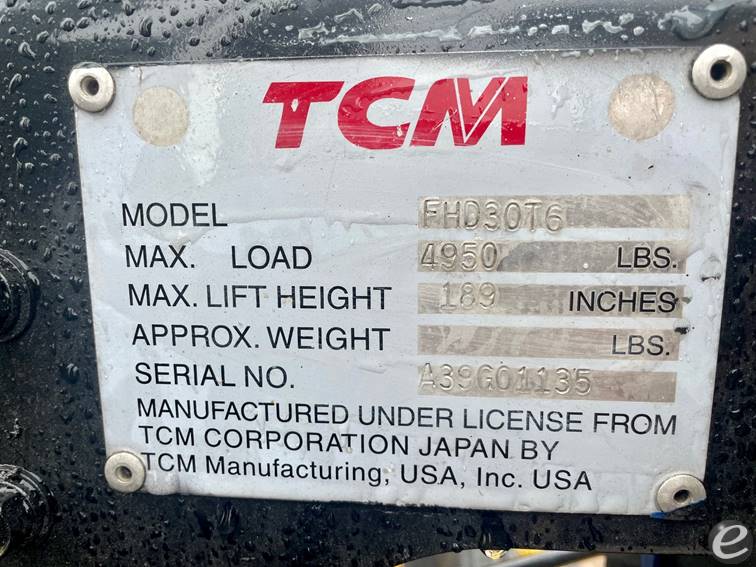 TCM
MODEL FHD30T6
MAX. LOAD 4950 LBS.
MAX. LIFT HEIGHT 189 INCHES
APPROX. WEIGHT LBS.
SERIAL NO. A39G01135
MANUFACTURED UNDER LICENSE FROM
TCM CORPORATION JAPAN BY
TCM Manufacturing, USA, Inc. USA
e